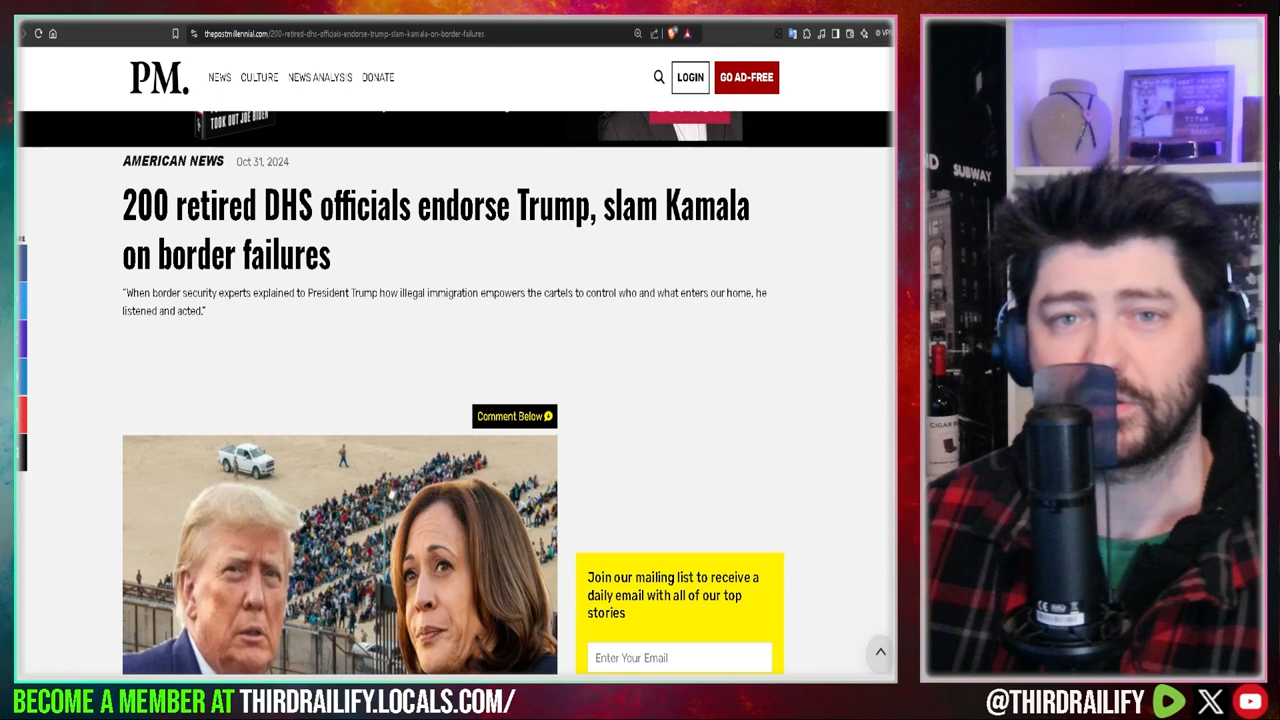 thepostmillennial.com/200-retired-dhs-officials-endorse-trump-slam-kamala-on-border-failures
VPN
PM.
NEWS CULTURE NEWS ANALYSIS DONATE
LOGIN
GO AD-FREE
TOOK OUT JOE BIDEN
AMERICAN NEWS Oct 31, 2024
200 retired DHS officials endorse Trump, slam Kamala
on border failures
"When border security experts explained to President Trump how illegal immigration empowers the cartels to control who and what enters our home, he
listened and acted."
Comment Below
Join our mailing list to receive a
daily email with all of our top
stories
Enter Your Email
SUBWAY
CIGAR
BECOME A MEMBER AT THIRDRAILIFY.LOCALS.COM/
@THIRDRAILIFY